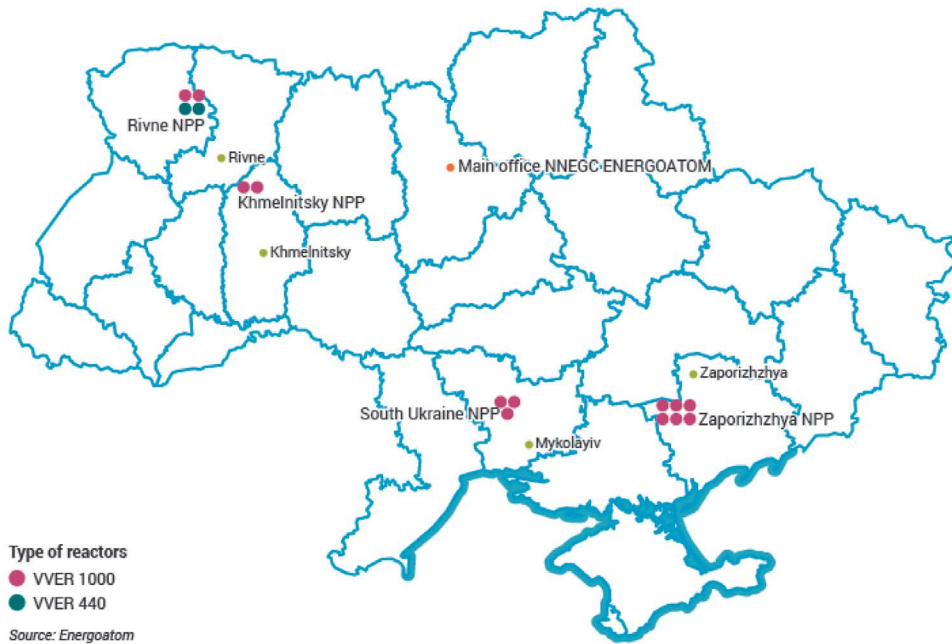 Rivne NPP
Rivne
Main office NNEGC ENERGOATOM
Khmelnitsky NPP
Khmelnitsky
Zaporizhzhya
South Ukraine NPP
Zaporizhzhya NPP
Mykolayiv
Type of reactors
VVER 1000
VVER 440
Source: Energoatom